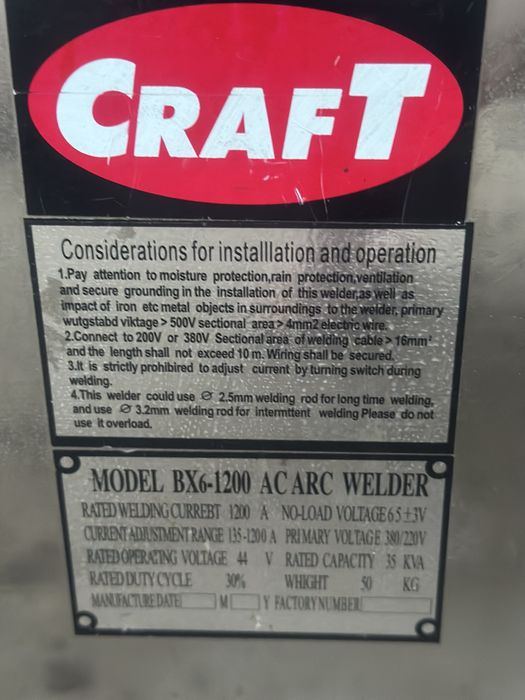 CRAFT
Considerations for installlation and operation
1.Pay attention to moisture protection,rain protection,ventilation
and secure grounding in the installation of this welder,as well as
impact of iron etc metal objects in surroundings to the welder, primary
wutgstabd viktage > 500V sectional area > 4mm2 electric wire.
2.Connect to 200V or 380V Sectional area of welding cable > 16mm²
and the length shall not exceed 10 m. Wiring shall be secured.
3.It is strictly prohibired to adjust current by turning switch during
welding.
4.This welder could use ∅ 2.5mm welding rod for long time welding,
and use ∅ 3.2mm welding rod for intermttent welding Please do not
use it overload.
MODEL BX6-1200 AC ARC WELDER
RATED WELDING CURREBT 1200 A NO-LOAD VOLTAGE 65±3V
CURRENT ADJUSTMENT RANGE 135-1200 A PRIMARY VOLTAGE 380/220V
RATED OPERATING VOLTAGE 44 V RATED CAPACITY 35 KVA
RATED DUTY CYCLE 30% WHIGHT 50 KG
MANUFACTURE DATE M Y FACTORY NUMBER